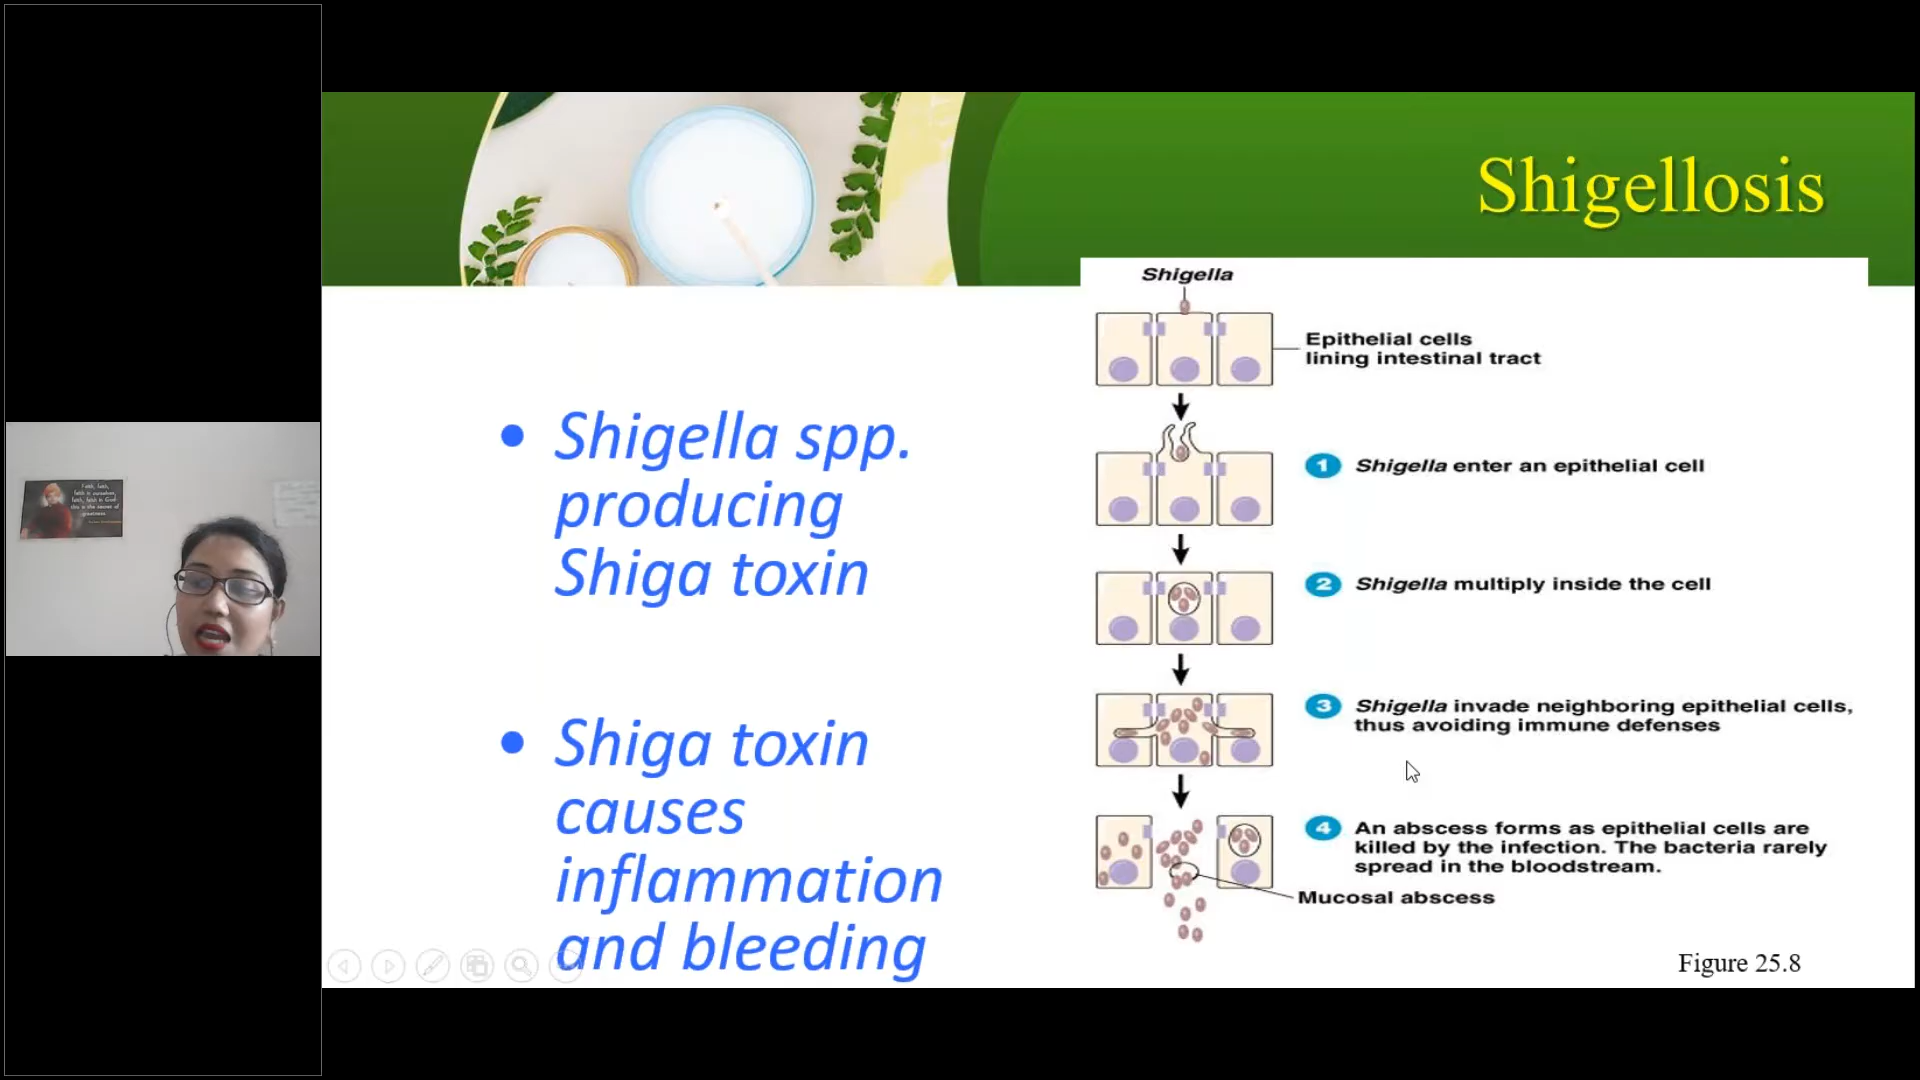 Shigellosis
• Shigella spp.
producing
Shiga toxin
• Shiga toxin
causes
inflammation
and bleeding
Shigella
Epithelial cells
lining intestinal tract
1 Shigella enter an epithelial cell
2 Shigella multiply inside the cell
3 Shigella invade neighboring epithelial cells,
thus avoiding immune defenses
4 An abscess forms as epithelial cells are
killed by the infection. The bacteria rarely
spread in the bloodstream.
Mucosal abscess
Figure 25.8